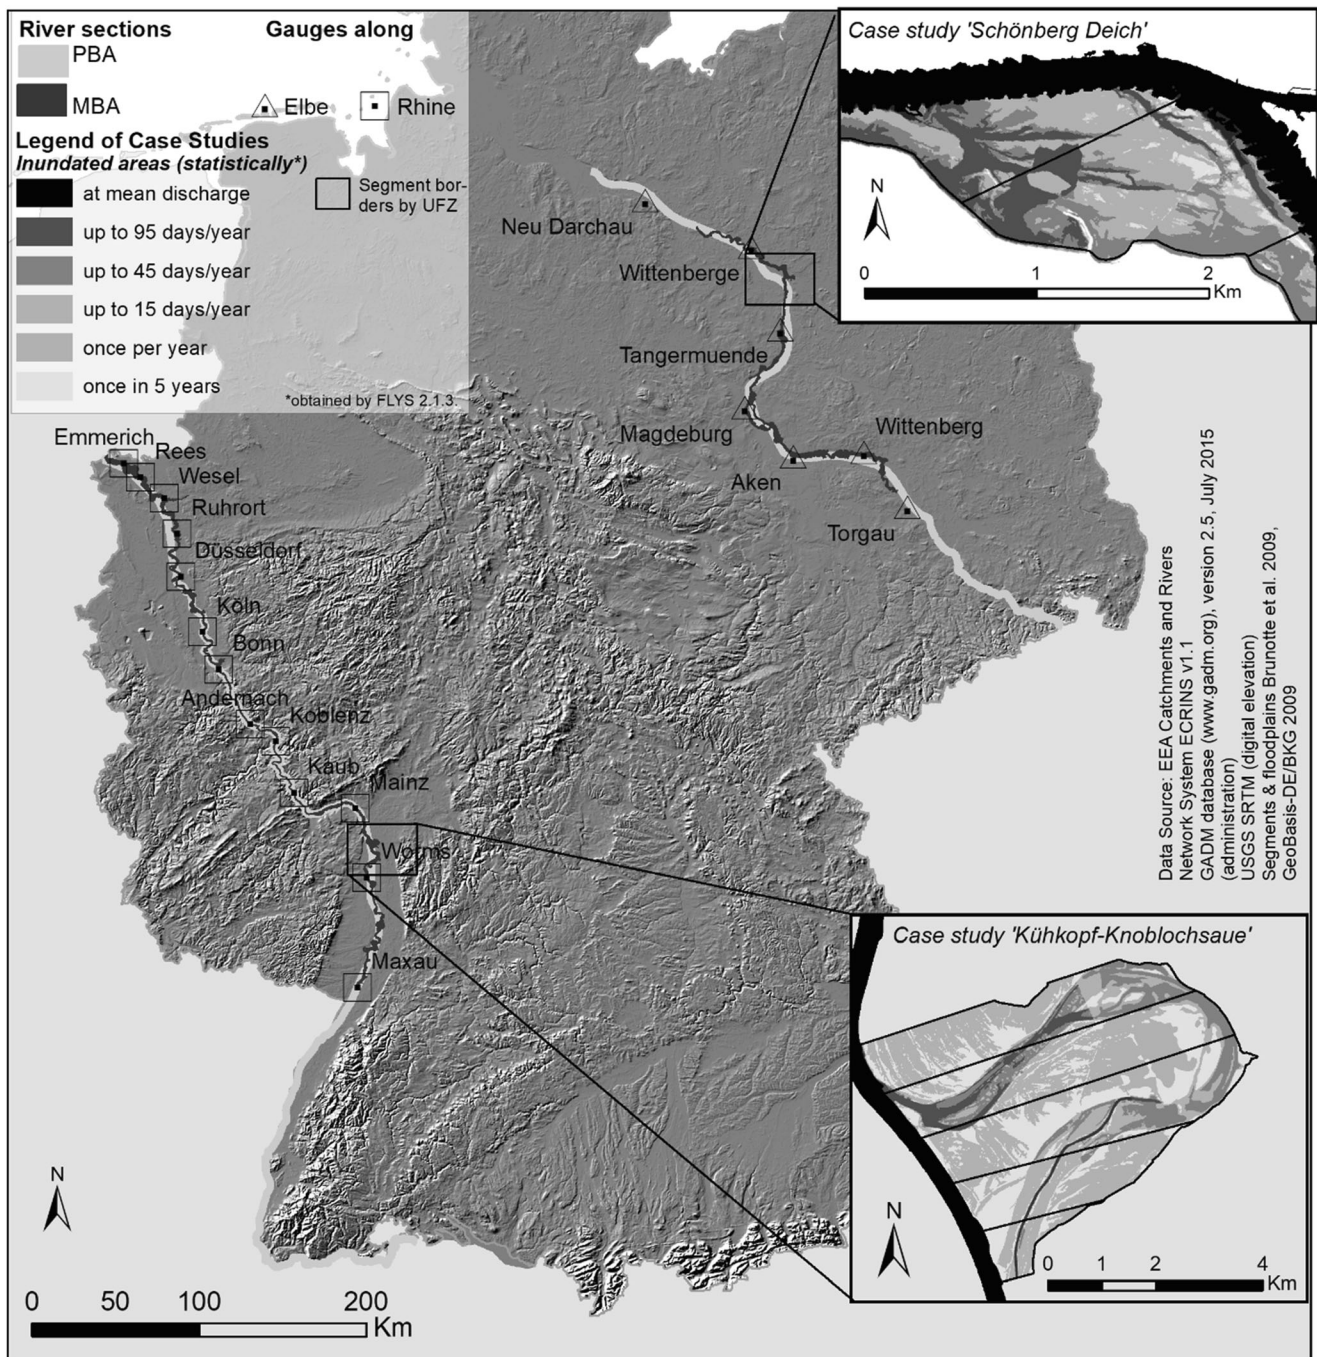 River sections
PBA
MBA
Gauges along
Elbe
Rhine
Legend of Case Studies
Inundated areas (statistically*)
at mean discharge
up to 95 days/year
up to 45 days/year
up to 15 days/year
once per year
once in 5 years
Segment bor-
ders by UFZ
*obtained by FLYS 2.1.3.
Case study 'Schönberg Deich'
N
0 1 2
Km
Neu Darchau
Wittenberge
Tangermuende
Magdeburg
Wittenberg
Aken
Torgau
Emmerich
Rees
Wesel
Ruhrort
Düsseldorf
Köln
Bonn
Andernach
Koblenz
Kaub
Mainz
Worms
Maxau
Data Source: EEA Catchments and Rivers
Network System ECRINS v1.1
GADM database (www.gadm.org), version 2.5, July 2015
(administration)
USGS SRTM (digital elevation)
Segments & floodplains Brunotte et al. 2009,
GeoBasis-DE/BKG 2009
Case study 'Kühkopf-Knoblochsaue'
N
0 1 2 4
Km
N
0 50 100 200
Km